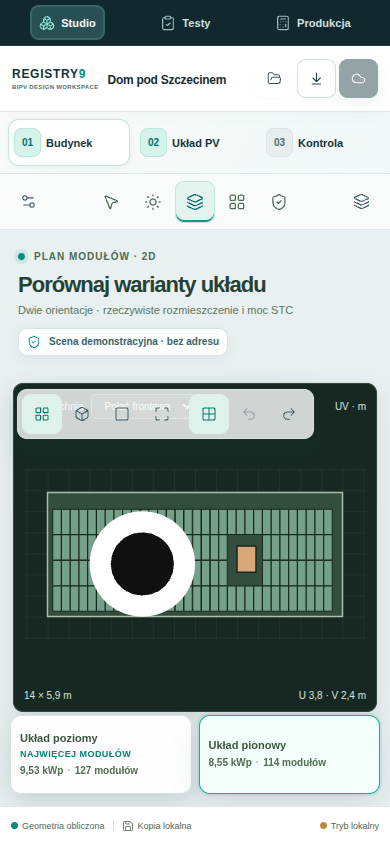 Studio
Testy
Produkcja
REGISTRY9
BIPV DESIGN WORKSPACE
Dom pod Szczecinem
01 Budynek
02 Układ PV
03 Kontrola
PLAN MODUŁÓW · 2D
Porównaj warianty układu
Dwie orientacje · rzeczywiste rozmieszczenie i moc STC
Scena demonstracyjna · bez adresu
UV · m
14 × 5,9 m
U 3,8 · V 2,4 m
Układ poziomy
NAJWIĘCEJ MODUŁÓW
9,53 kWp · 127 modułów
Układ pionowy
8,55 kWp · 114 modułów
Geometria obliczona
Kopia lokalna
Tryb lokalny